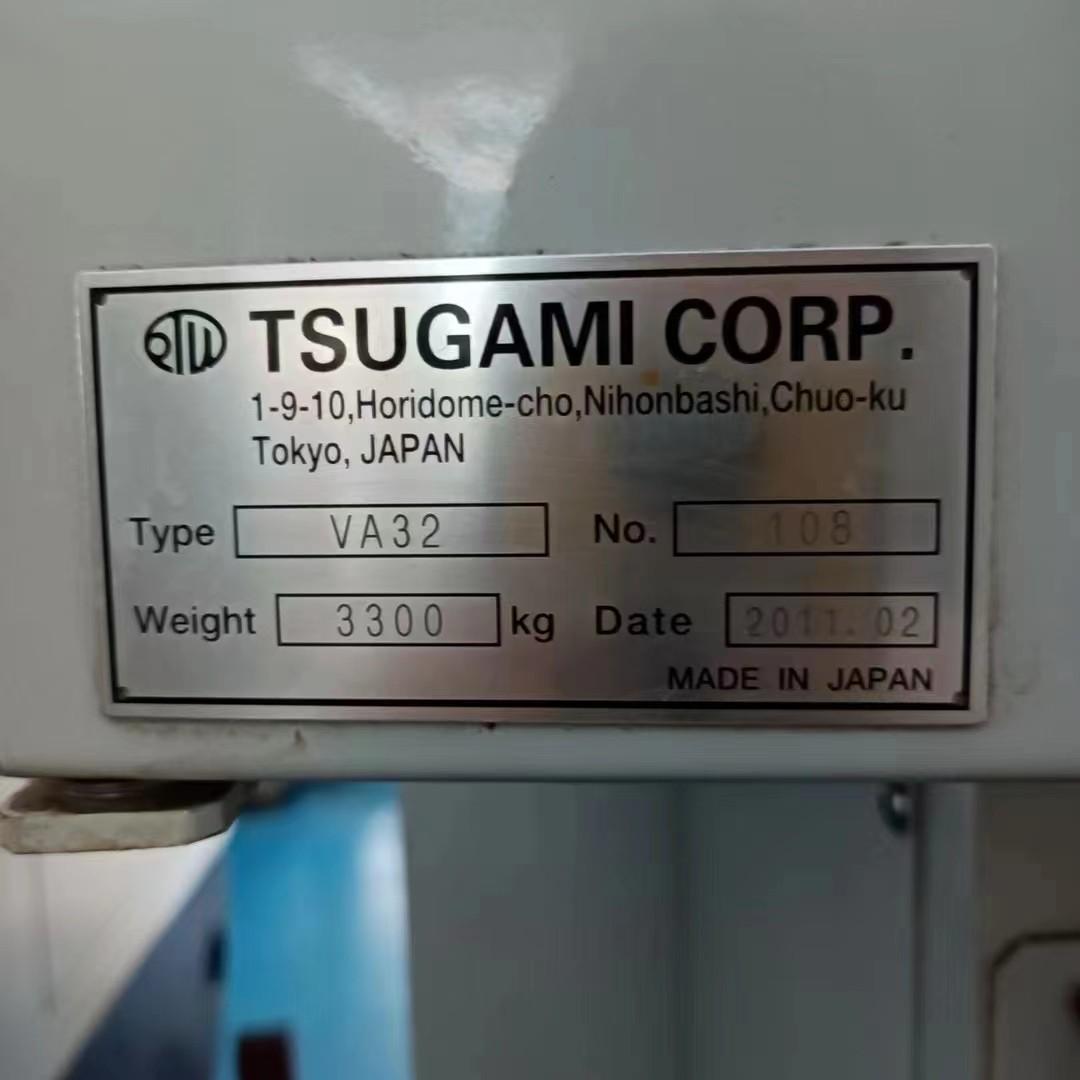 TSUGAMI CORP.
1-9-10,Horidome-cho,Nihonbashi,Chuo-ku
Tokyo, JAPAN
Type VA32 No. 108
Weight 3300 kg Date 2011.02
MADE IN JAPAN